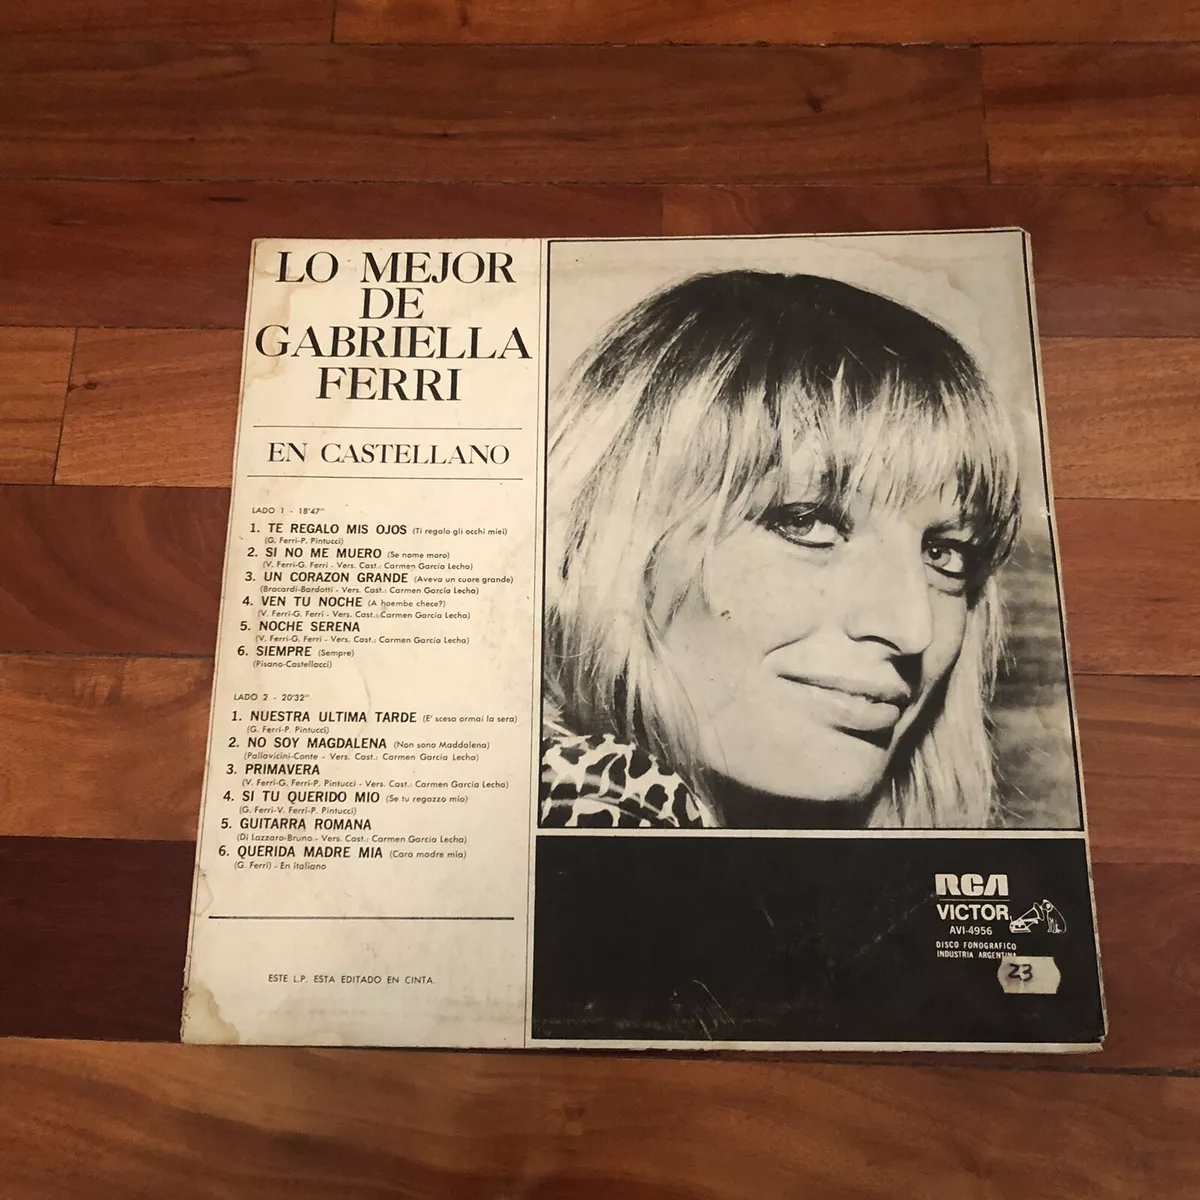 LO MEJOR
DE
GABRIELLA
FERRI
EN CASTELLANO
LADO 1 - 18'47"
1. TE REGALO MIS OJOS (Ti regalo gli occhi miei)
(G. Ferri-P. Pintucci)
2. SI NO ME MUERO (Se nome moro)
(V. Ferri-G. Ferri - Vers. Cast.: Carmen García Lecha)
3. UN CORAZON GRANDE (Aveva un cuore grande)
(Bracardi-Bardotti - Vers. Cast.: Carmen García Lecha)
4. VEN TU NOCHE (A hoembe chece?)
(V. Ferri-G. Ferri - Vers. Cast.: Carmen García Lecha)
5. NOCHE SERENA
(V. Ferri-G. Ferri - Vers. Cast.: Carmen García Lecha)
6. SIEMPRE (Sempre)
(Pisano-Castellacci)
LADO 2 - 20'32"
1. NUESTRA ULTIMA TARDE (E' scesa ormai la sera)
(G. Ferri-P. Pintucci)
2. NO SOY MAGDALENA (Non sono Maddalena)
(Pallavicini-Conte - Vers. Cast.: Carmen García Lecha)
3. PRIMAVERA
(V. Ferri-G. Ferri-P. Pintucci - Vers. Cast.: Carmen García Lecha)
4. SI TU QUERIDO MIO (Se tu regazzo mio)
(G. Ferri-V. Ferri-P. Pintucci)
5. GUITARRA ROMANA
(Di Lazzaro-Bruno - Vers. Cast.: Carmen García Lecha)
6. QUERIDA MADRE MIA (Cara madre mia)
(G. Ferri) - En italiano
ESTE L.P. ESTA EDITADO EN CINTA.
RCA
VICTOR
AVI-4956
DISCO FONOGRAFICO
INDUSTRIA ARGENTINA
23